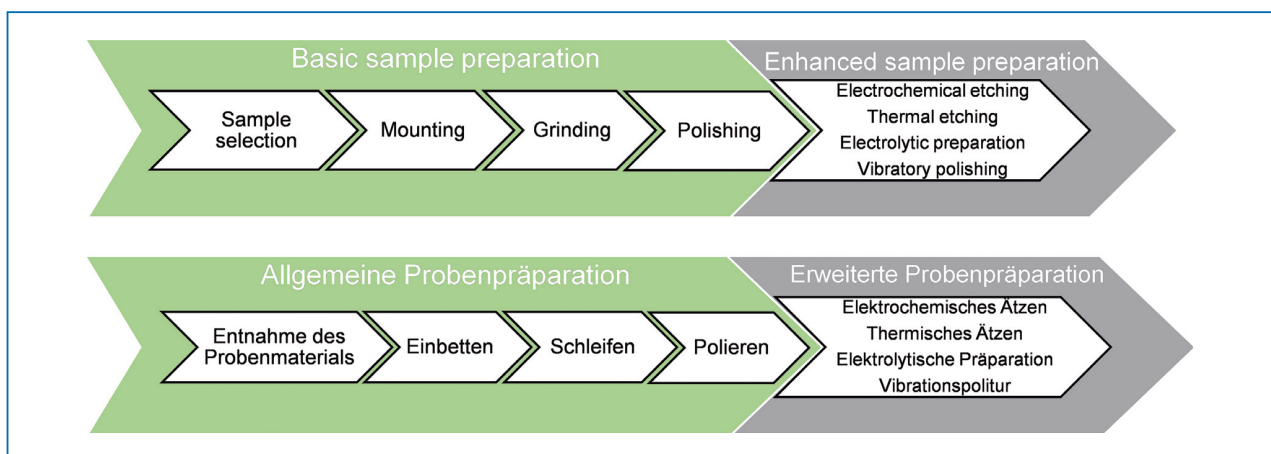 Basic sample preparation
Enhanced sample preparation
Sample
selection
Mounting
Grinding
Polishing
Electrochemical etching
Thermal etching
Electrolytic preparation
Vibratory polishing
Allgemeine Probenpräparation
Erweiterte Probenpräparation
Entnahme des
Probenmaterials
Einbetten
Schleifen
Polieren
Elektrochemisches Ätzen
Thermisches Ätzen
Elektrolytische Präparation
Vibrationspolitur